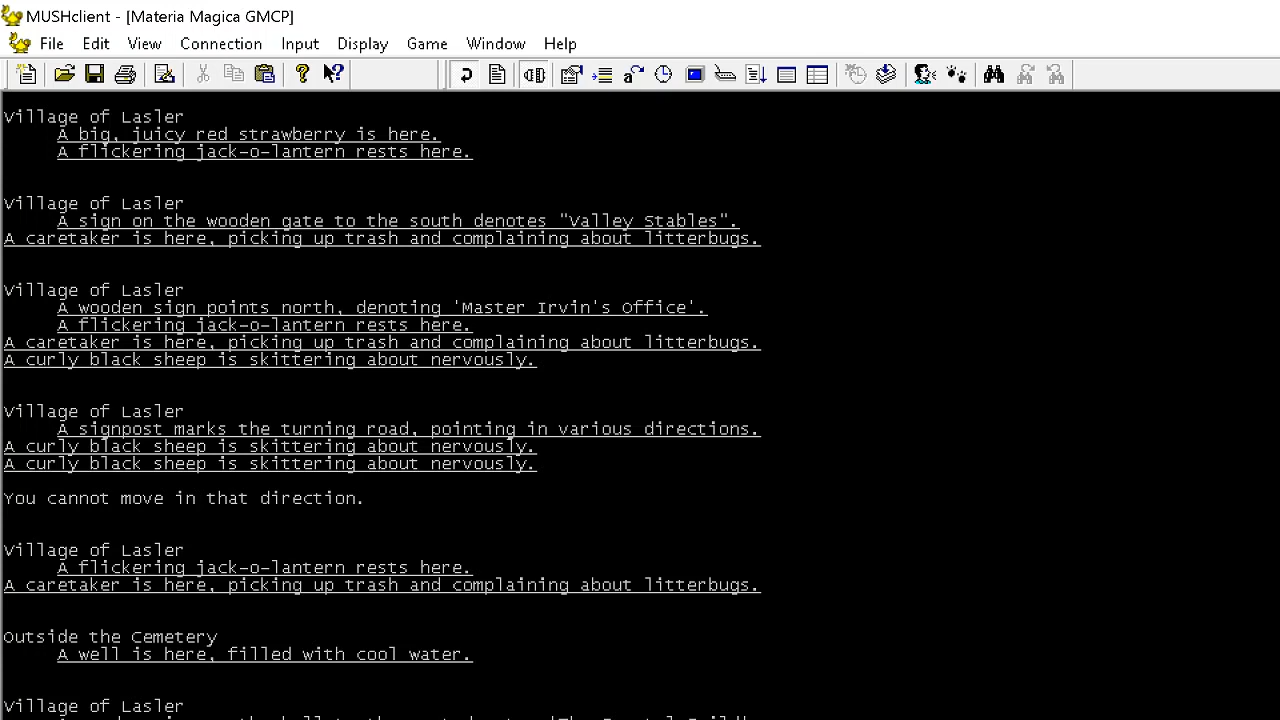 MUSHclient - [Materia Magica GMCP]
File Edit View Connection Input Display Game Window Help
Village of Lasler
A big, juicy red strawberry is here.
A flickering jack-o-lantern rests here.
Village of Lasler
A sign on the wooden gate to the south denotes "Valley Stables".
A caretaker is here, picking up trash and complaining about litterbugs.
Village of Lasler
A wooden sign points north, denoting 'Master Irvin's Office'.
A flickering jack-o-lantern rests here.
A caretaker is here, picking up trash and complaining about litterbugs.
A curly black sheep is skittering about nervously.
Village of Lasler
A signpost marks the turning road, pointing in various directions.
A curly black sheep is skittering about nervously.
A curly black sheep is skittering about nervously.
You cannot move in that direction.
Village of Lasler
A flickering jack-o-lantern rests here.
A caretaker is here, picking up trash and complaining about litterbugs.
Outside the Cemetery
A well is here, filled with cool water.
Village of Lasler